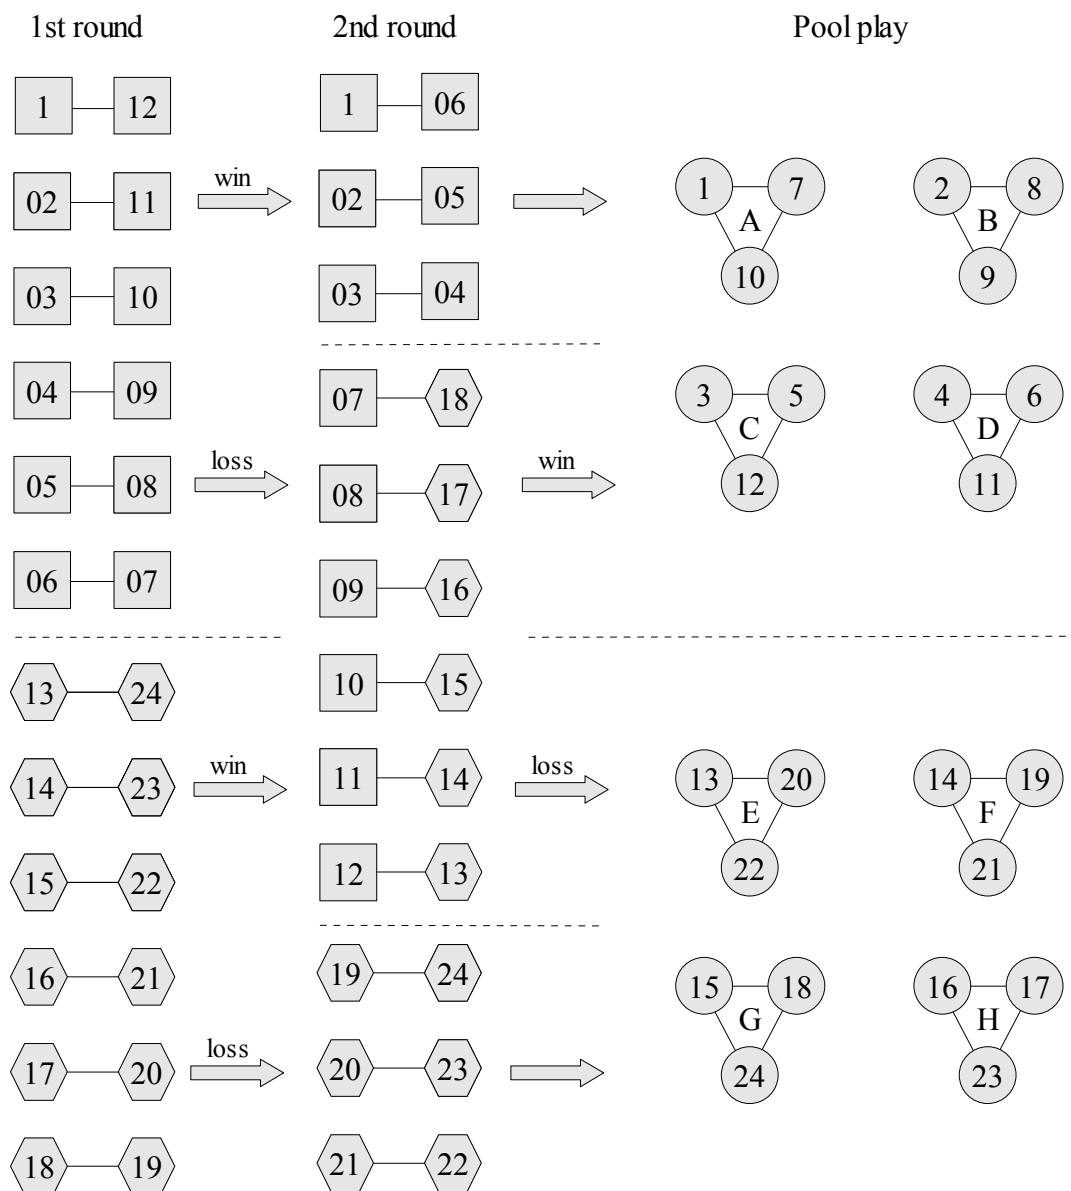 1st round 2nd round Pool play
1 12
02 11
03 10
04 09
05 08
06 07
13 24
14 23
15 22
16 21
17 20
18 19
win
loss
win
loss
1 06
02 05
03 04
07 18
08 17
09 16
10 15
11 14
12 13
19 24
20 23
21 22
win
loss
1 7
A
10
2 8
B
9
3 5
C
12
4 6
D
11
13 20
E
22
14 19
F
21
15 18
G
24
16 17
H
23